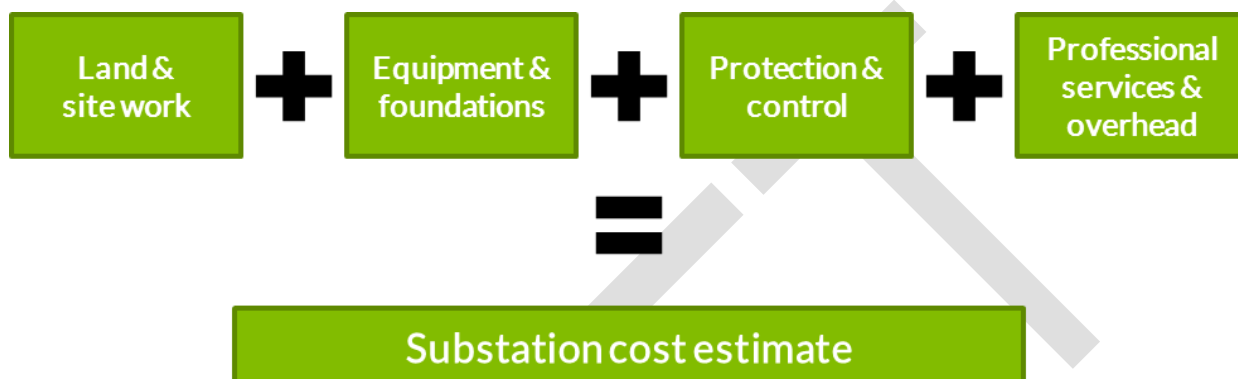 Land &
site work
Equipment &
foundations
Protection &
control
Professional
services &
overhead
Substation cost estimate